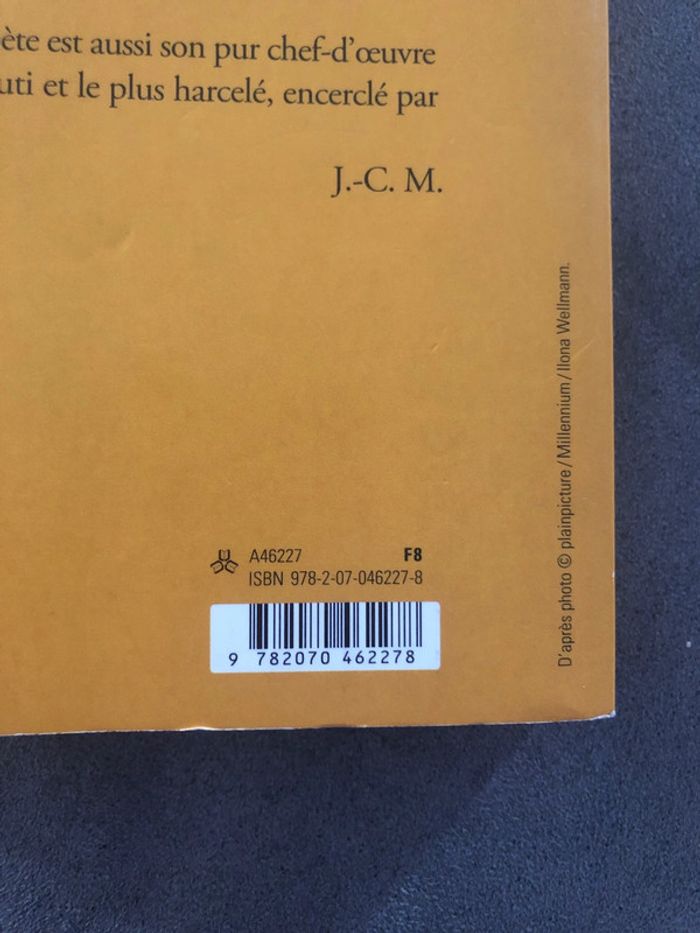 ète est aussi son pur chef-d'œuvre
uti et le plus harcelé, encerclé par
J.-C. M.
D'après photo © plainpicture / Millennium / Ilona Wellmann.
A46227 F8
ISBN 978-2-07-046227-8
9 782070 462278